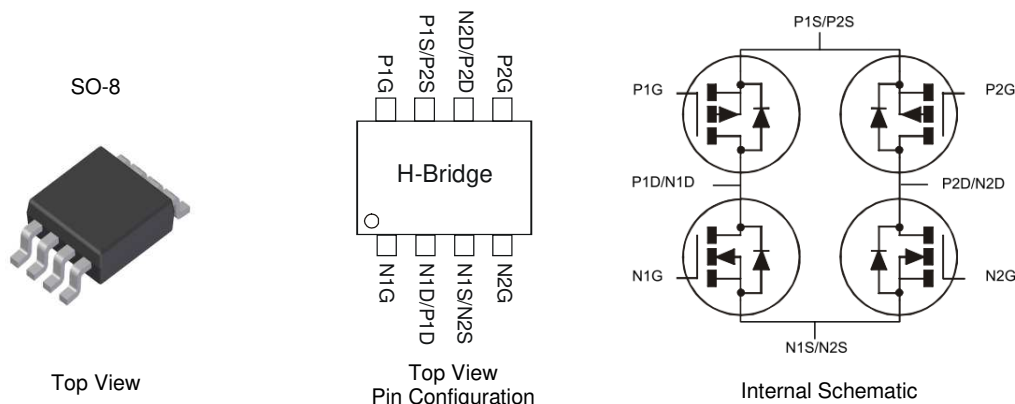 SO-8
Top View
P1G
P1S/P2S
N2D/P2D
P2G
H-Bridge
N1G
N1D/P1D
N1S/N2S
N2G
Top View
Pin Configuration
P1S/P2S
P1G
P2G
P1D/N1D
P2D/N2D
N1G
N2G
N1S/N2S
Internal Schematic